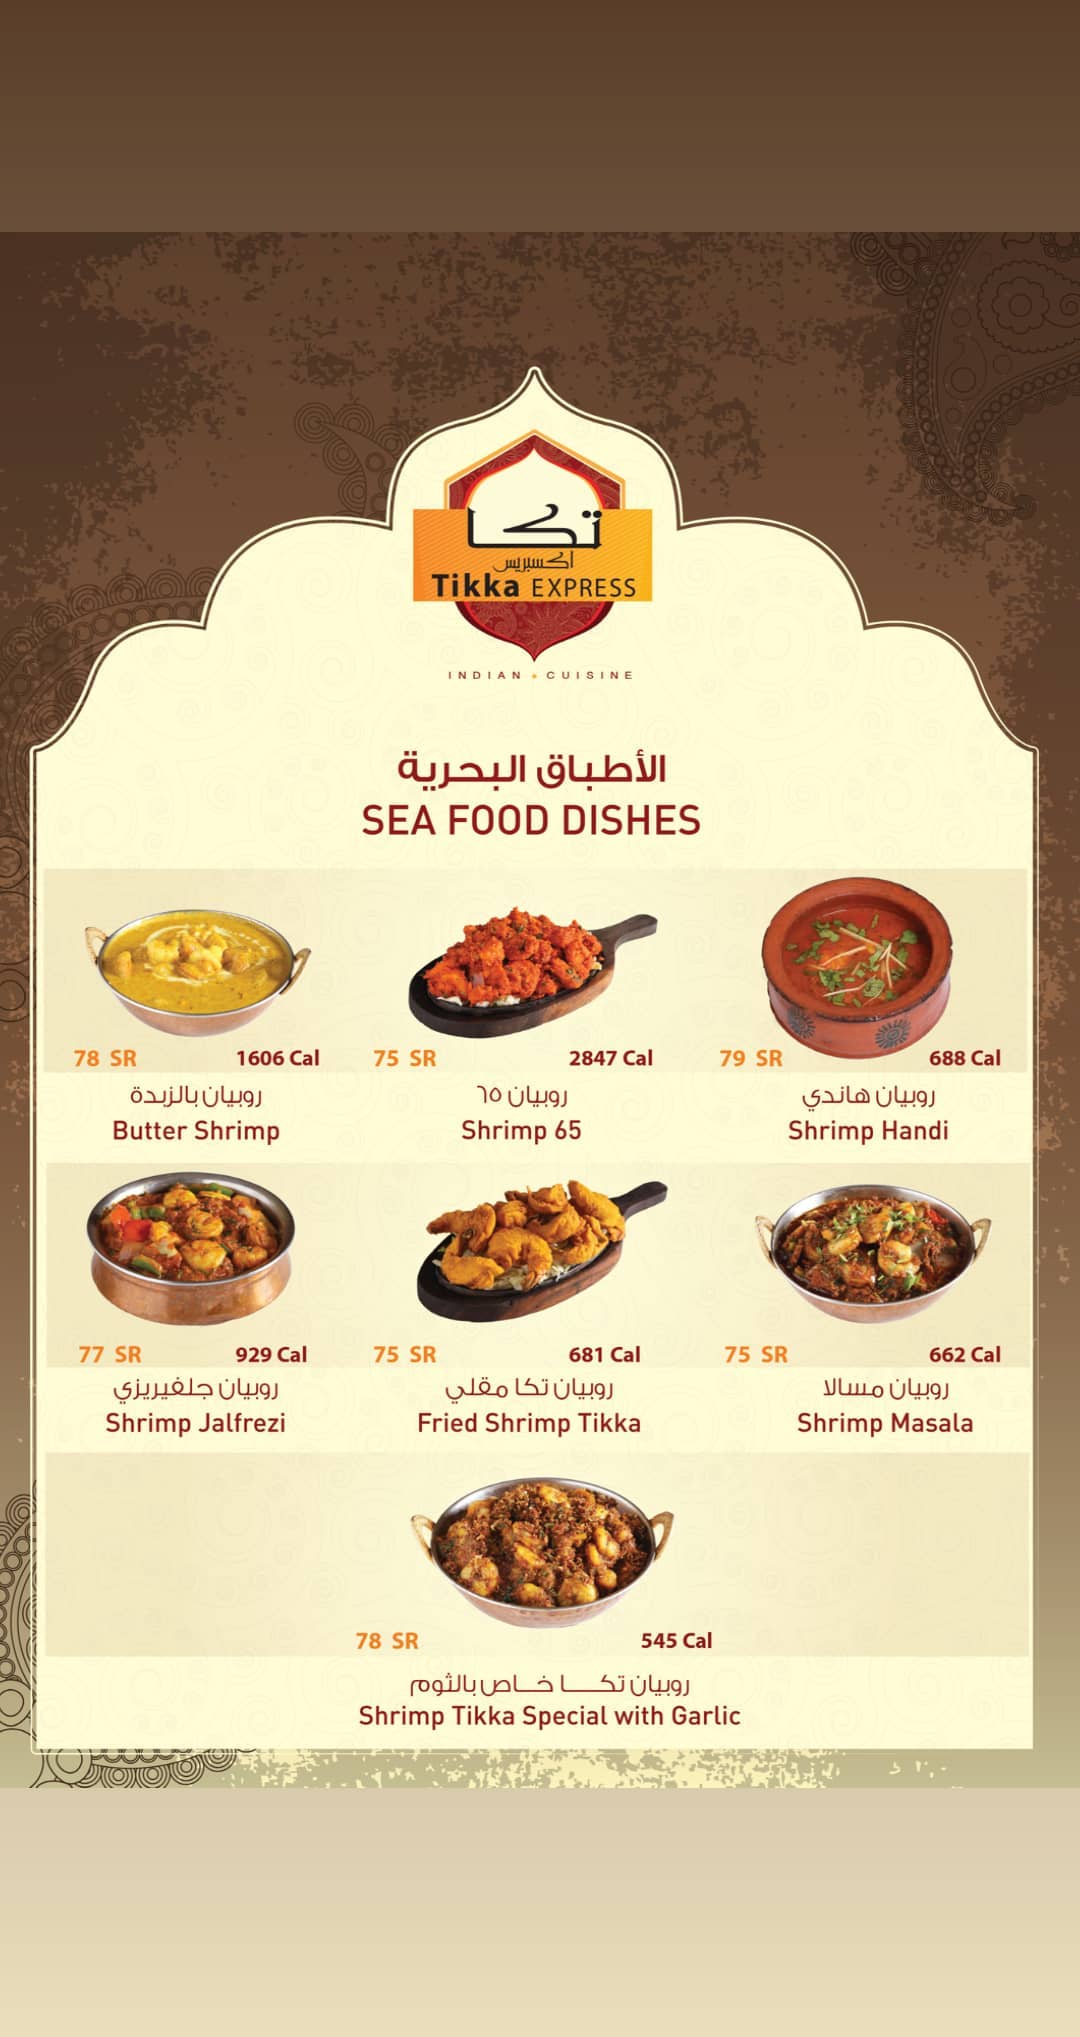 تكا
اكسبريس
Tikka EXPRESS
INDIAN • CUISINE
الأطباق البحرية
SEA FOOD DISHES
78 SR 1606 Cal
روبيان بالزبدة
Butter Shrimp
75 SR 2847 Cal
روبيان ٦٥
Shrimp 65
79 SR 688 Cal
روبيان هاندي
Shrimp Handi
77 SR 929 Cal
روبيان جلفيريزي
Shrimp Jalfrezi
75 SR 681 Cal
روبيان تكا مقلي
Fried Shrimp Tikka
75 SR 662 Cal
روبيان مسالا
Shrimp Masala
78 SR 545 Cal
روبيان تكـــا خــاص بالثوم
Shrimp Tikka Special with Garlic